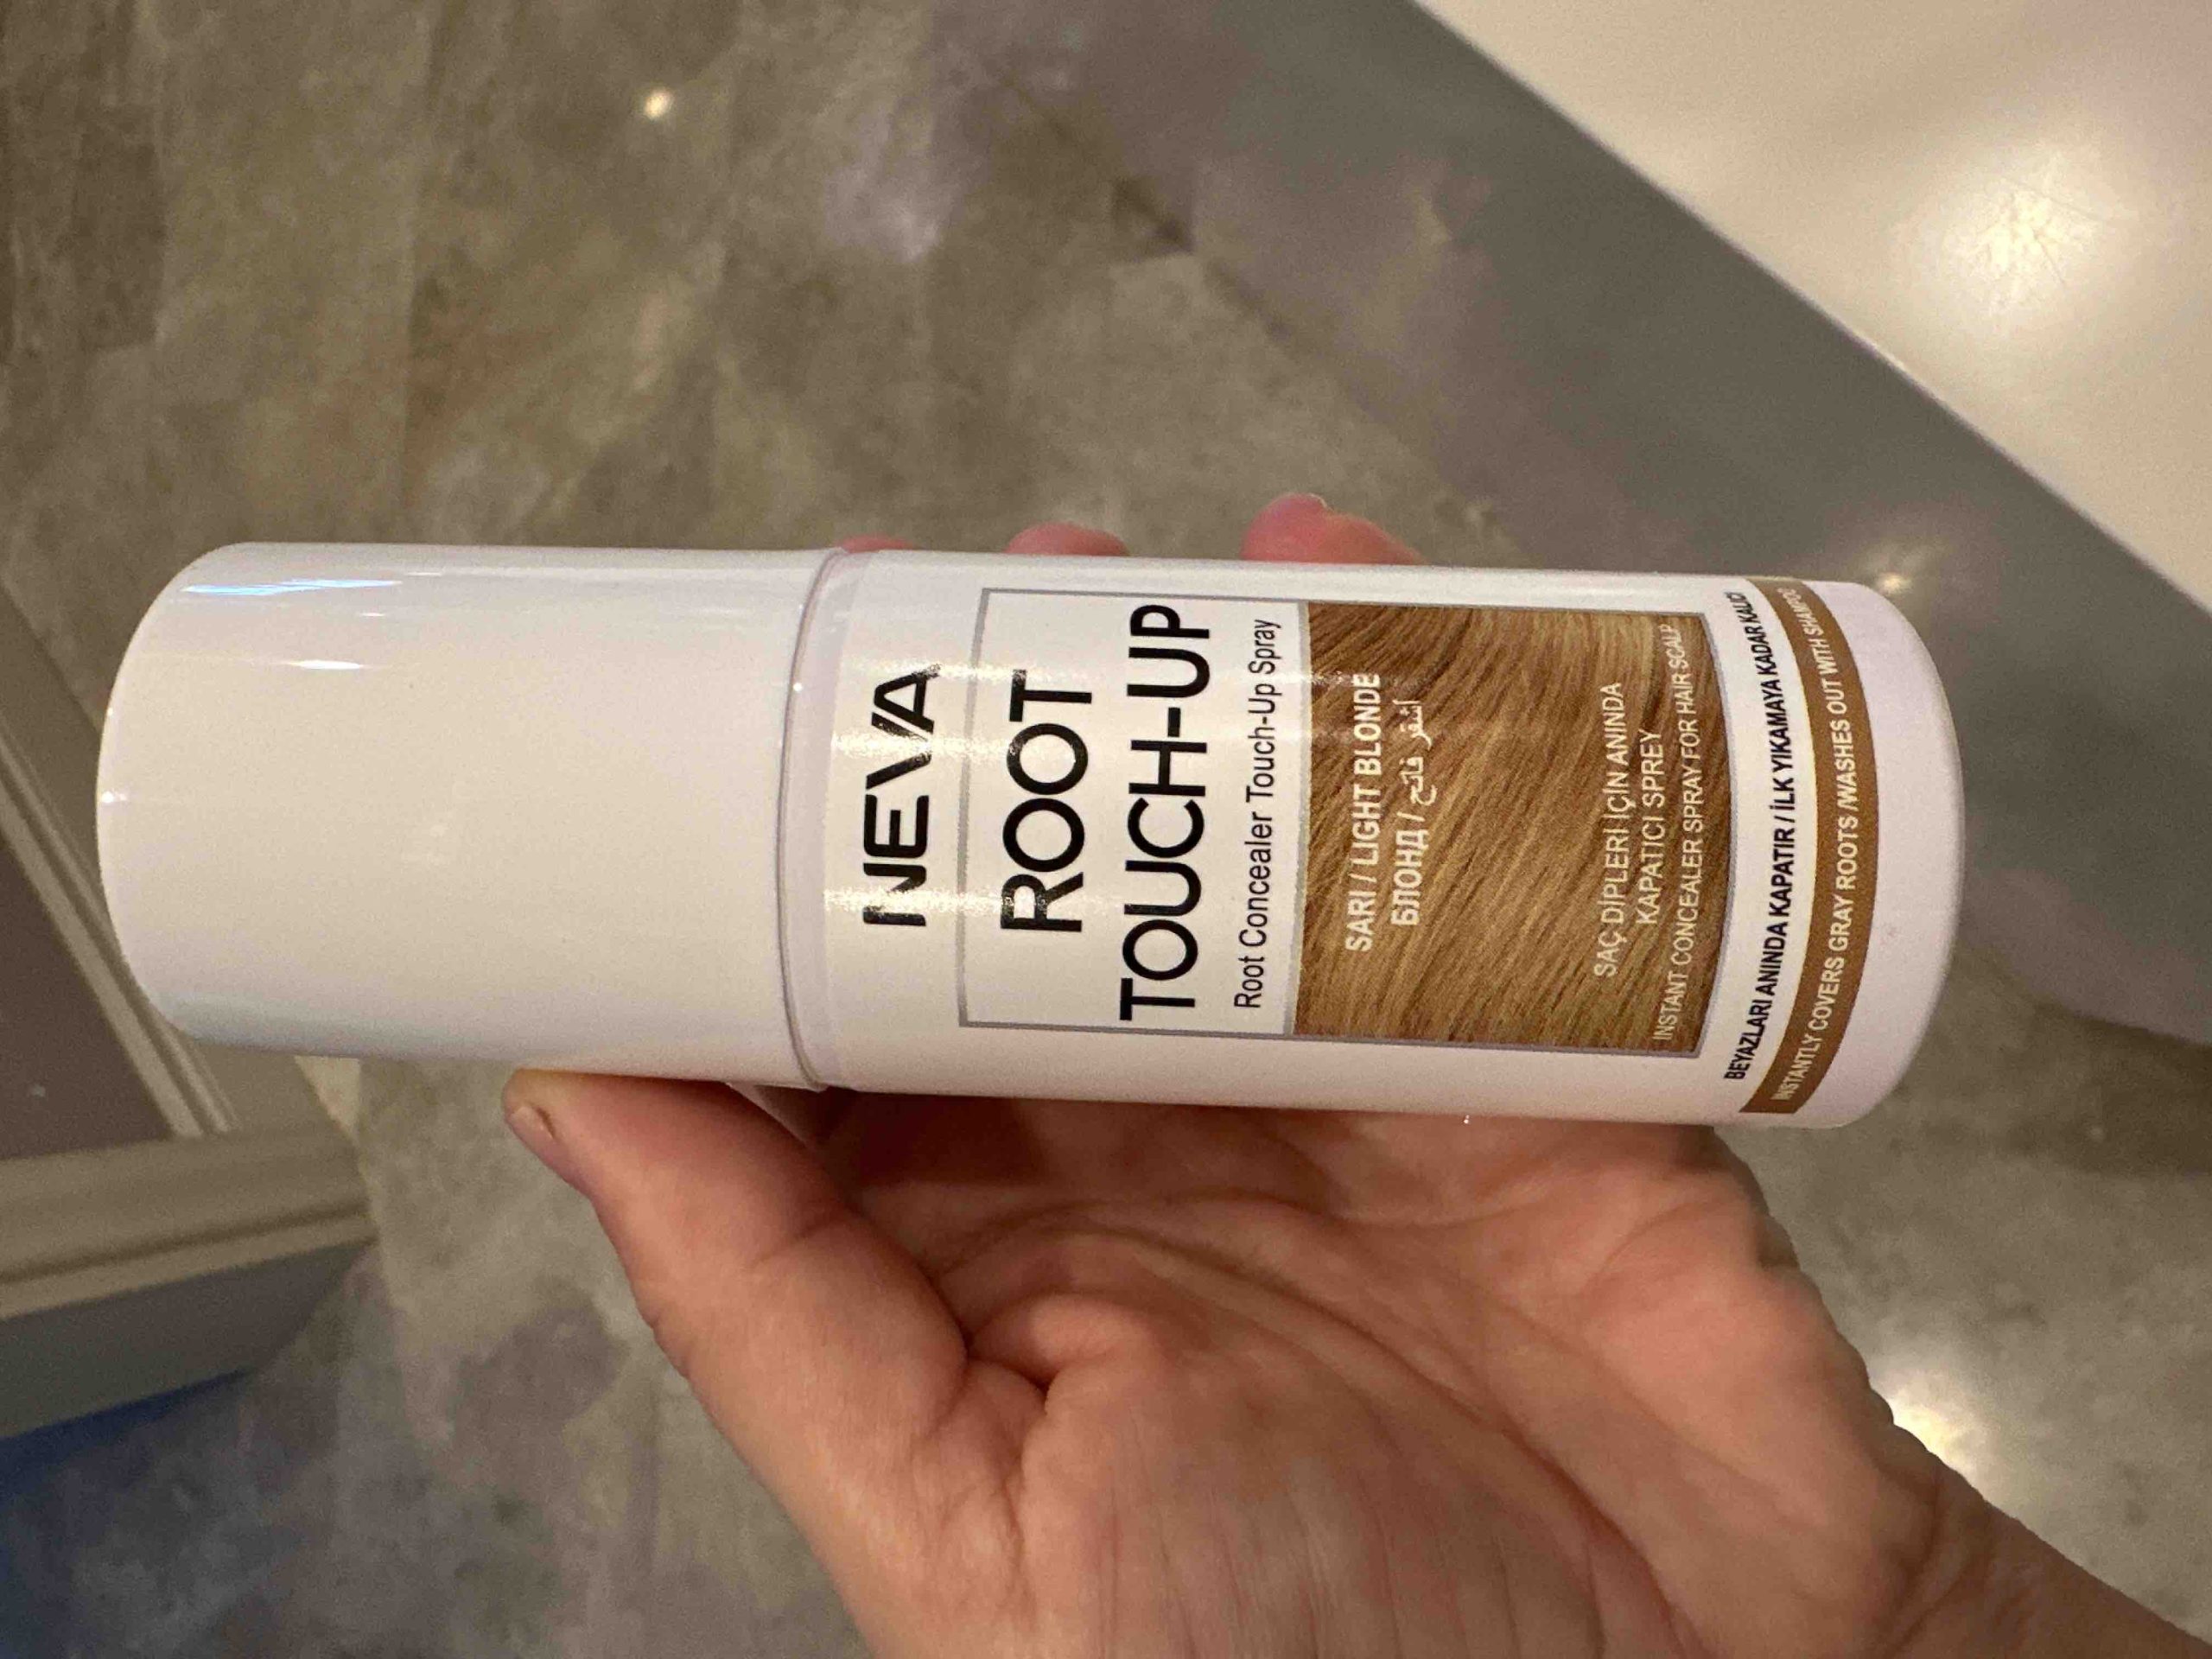 NEVA
ROOT
TOUCH-UP
Root Concealer Touch-Up Spray
SARI / LIGHT BLONDE
БЛОНД / أشقر فاتح
SAÇ DİPLERİ İÇİN ANINDA
KAPATICI SPREY
INSTANT CONCEALER SPRAY FOR HAIR SCALP
BEYAZLARI ANINDA KAPATIR / İLK YIKAMAYA KADAR KALICI
INSTANTLY COVERS GRAY ROOTS /WASHES OUT WITH SHAMPOO